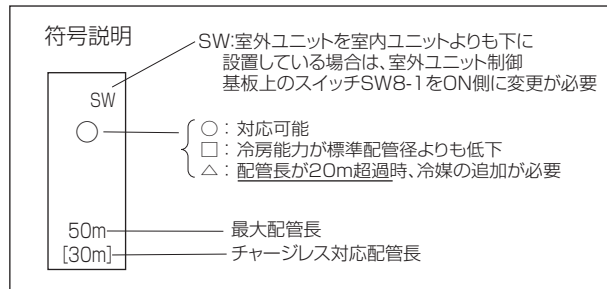 符号説明
SW:室外ユニットを室内ユニットよりも下に
設置している場合は、室外ユニット制御
基板上のスイッチSW8-1をON側に変更が必要
SW
○
○： 対応可能
□： 冷房能力が標準配管径よりも低下
△： 配管長が20m超過時、冷媒の追加が必要
50m 最大配管長
[30m] チャージレス対応配管長